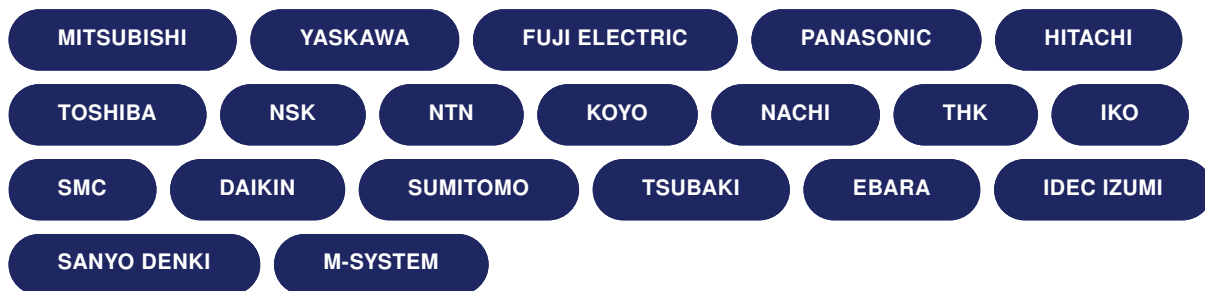 MITSUBISHI YASKAWA FUJI ELECTRIC PANASONIC HITACHI
TOSHIBA NSK NTN KOYO NACHI THK IKO
SMC DAIKIN SUMITOMO TSUBAKI EBARA IDEC IZUMI
SANYO DENKI M-SYSTEM